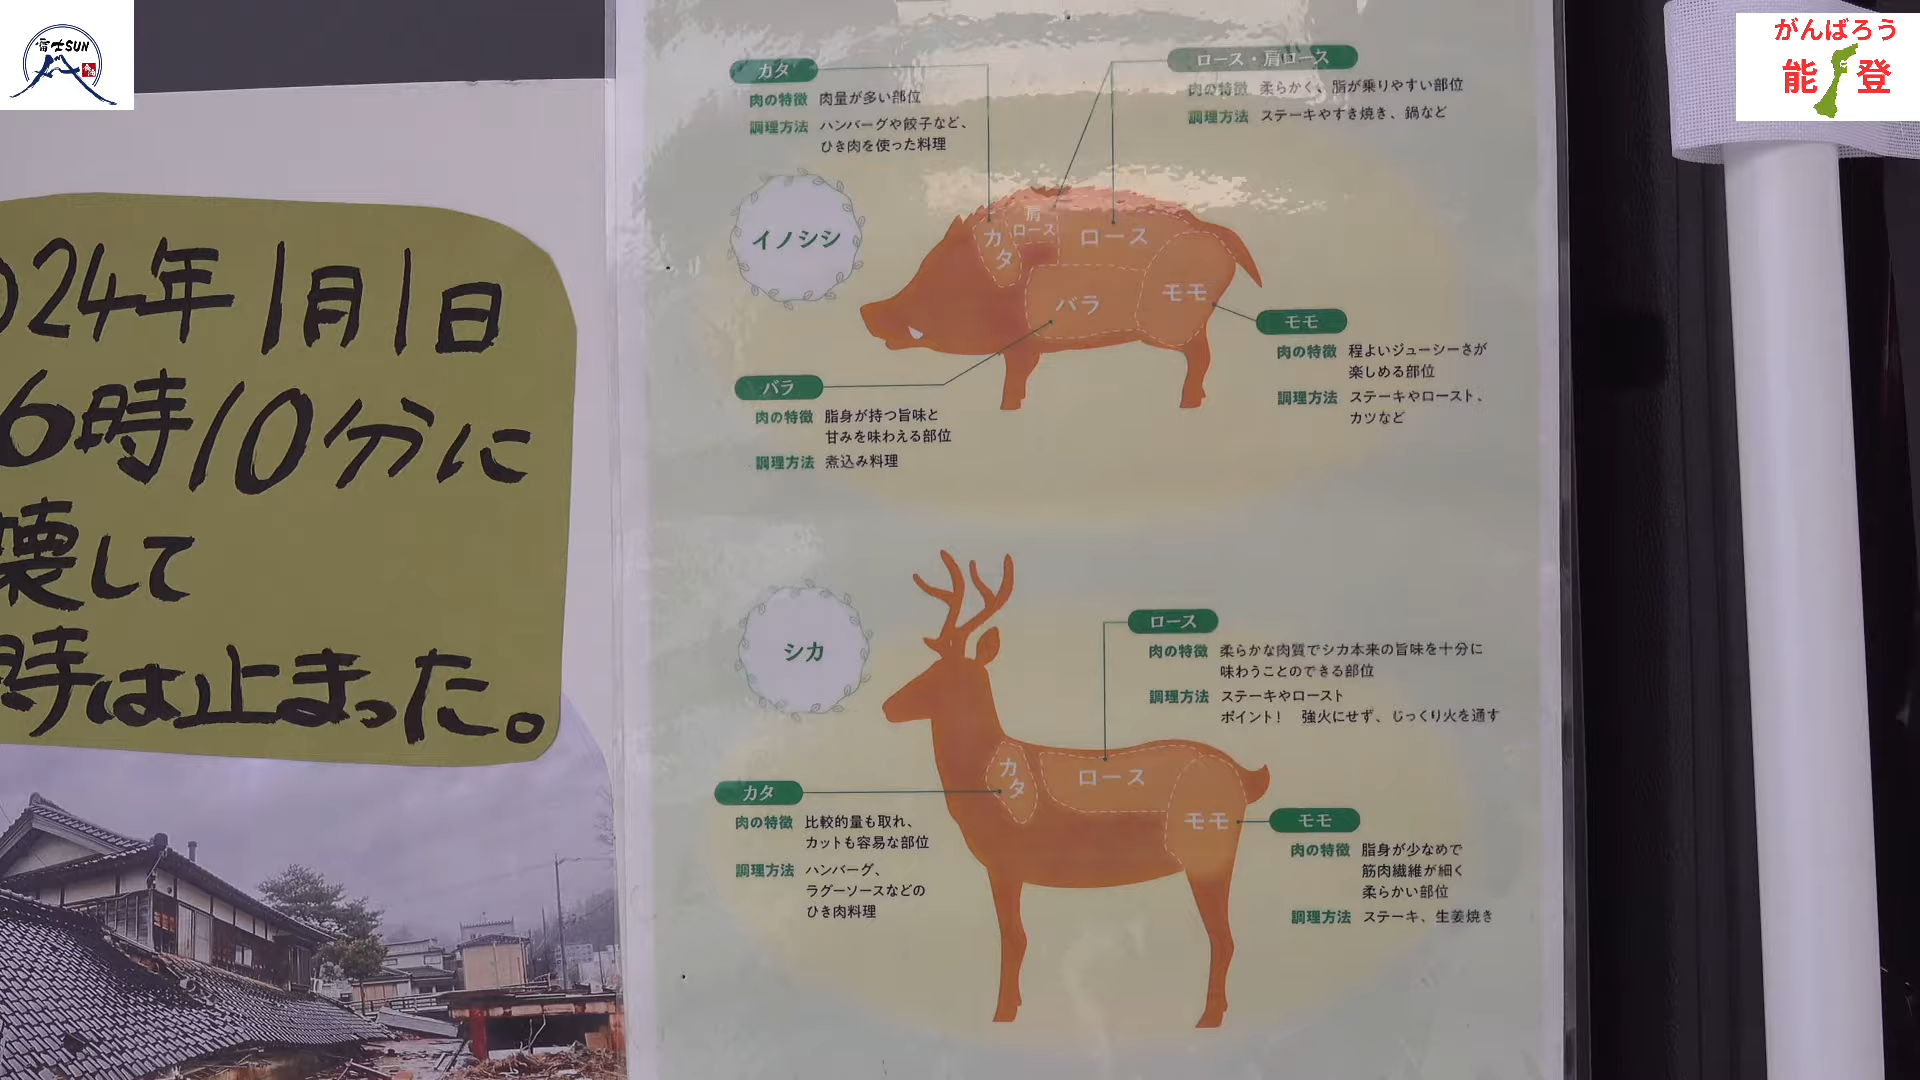 雷士SUN
がんばろう
能登
024年1月1日
6時10分に
壊して
時は止まった。
カタ
肉の特徴 肉量が多い部位
調理方法 ハンバーグや餃子など、
ひき肉を使った料理
ロース・肩ロース
肉の特徴 柔らかく、脂が乗りやすい部位
調理方法 ステーキやすき焼き、鍋など
イノシシ
カタ
肩
ロース
ロース
バラ
モモ
モモ
肉の特徴 程よいジューシーさが
楽しめる部位
調理方法 ステーキやロースト、
カツなど
バラ
肉の特徴 脂身が持つ旨味と
甘みを味わえる部位
調理方法 煮込み料理
シカ
ロース
肉の特徴 柔らかな肉質でシカ本来の旨味を十分に
味わうことのできる部位
調理方法 ステーキやロースト
ポイント! 強火にせず、じっくり火を通す
カタ
ロース
モモ
カタ
肉の特徴 比較的量も取れ、
カットも容易な部位
調理方法 ハンバーグ、
ラグーソースなどの
ひき肉料理
モモ
肉の特徴 脂身が少なめで
筋肉繊維が細く
柔らかい部位
調理方法 ステーキ、生姜焼き